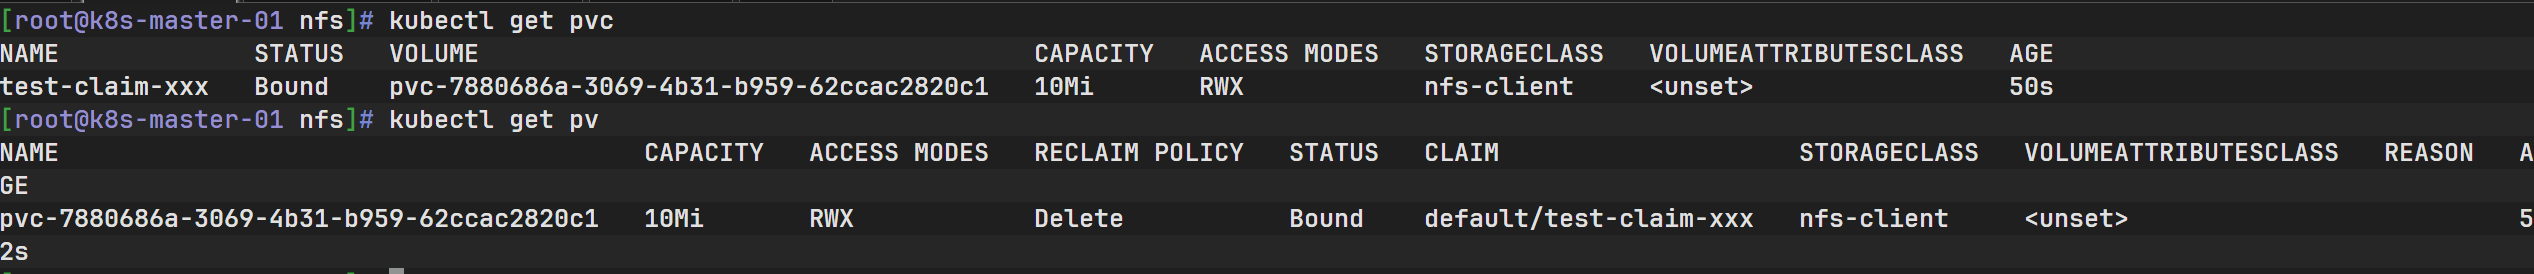 [root@k8s-master-01 nfs]# kubectl get pvc
NAME             STATUS   VOLUME                                     CAPACITY   ACCESS MODES   STORAGECLASS   VOLUMEATTRIBUTESCLASS   AGE
test-claim-xxx   Bound    pvc-7880686a-3069-4b31-b959-62ccac2820c1   10Mi       RWX            nfs-client     <unset>                 50s
[root@k8s-master-01 nfs]# kubectl get pv
NAME                                       CAPACITY   ACCESS MODES   RECLAIM POLICY   STATUS   CLAIM                    STORAGECLASS   VOLUMEATTRIBUTESCLASS   REASON   A
GE
pvc-7880686a-3069-4b31-b959-62ccac2820c1   10Mi       RWX            Delete           Bound    default/test-claim-xxx   nfs-client     <unset>                          5
2s